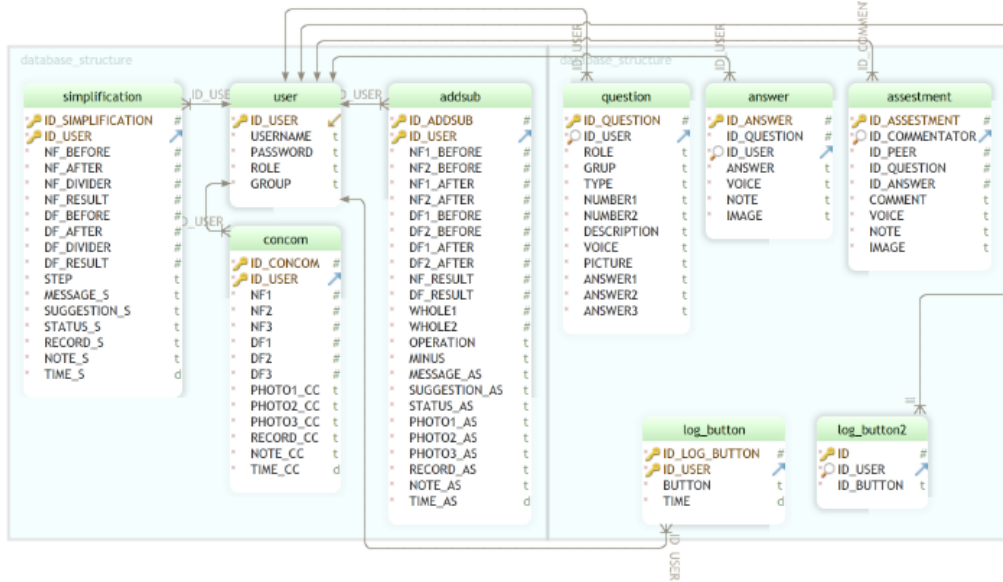 ID_USER
ID_USER
ID_COMMENT
database_structure
database_structure
simplification
ID_SIMPLIFICATION #
ID_USER
NF_BEFORE #
NF_AFTER #
NF_DIVIDER #
NF_RESULT #
DF_BEFORE #
DF_AFTER #
DF_DIVIDER #
DF_RESULT #
STEP t
MESSAGE_S t
SUGGESTION_S t
STATUS_S t
RECORD_S t
NOTE_S t
TIME_S d
ID_USE
user
ID_USER
USERNAME t
PASSWORD t
ROLE t
GROUP t
D_USER
concom
ID_CONCOM #
ID_USER
NF1 #
NF2 #
NF3 #
DF1 #
DF2 #
DF3 #
PHOTO1_CC t
PHOTO2_CC t
PHOTO3_CC t
RECORD_CC t
NOTE_CC t
TIME_CC d
D_USER
addsub
ID_ADDSUB #
ID_USER
NF1_BEFORE #
NF2_BEFORE #
NF1_AFTER #
NF2_AFTER #
DF1_BEFORE #
DF2_BEFORE #
DF1_AFTER #
DF2_AFTER #
NF_RESULT #
DF_RESULT #
WHOLE1 #
WHOLE2 #
OPERATION t
MINUS t
MESSAGE_AS t
SUGGESTION_AS t
STATUS_AS t
PHOTO1_AS t
PHOTO2_AS t
PHOTO3_AS t
RECORD_AS t
NOTE_AS t
TIME_AS d
question
ID_QUESTION #
ID_USER
ROLE t
GRUP t
TYPE t
NUMBER1 t
NUMBER2 t
DESCRIPTION t
VOICE t
PICTURE t
ANSWER1 t
ANSWER2 t
ANSWER3 t
answer
ID_ANSWER #
ID_QUESTION #
ID_USER
ANSWER t
VOICE t
NOTE t
IMAGE t
assestment
ID_ASSESTMENT #
ID_COMMENTATOR
ID_PEER #
ID_QUESTION #
ID_ANSWER #
COMMENT t
VOICE t
NOTE t
IMAGE t
log_button
ID_LOG_BUTTON #
ID_USER
BUTTON t
TIME d
ID_USER
log_button2
ID #
ID_USER
ID_BUTTON t